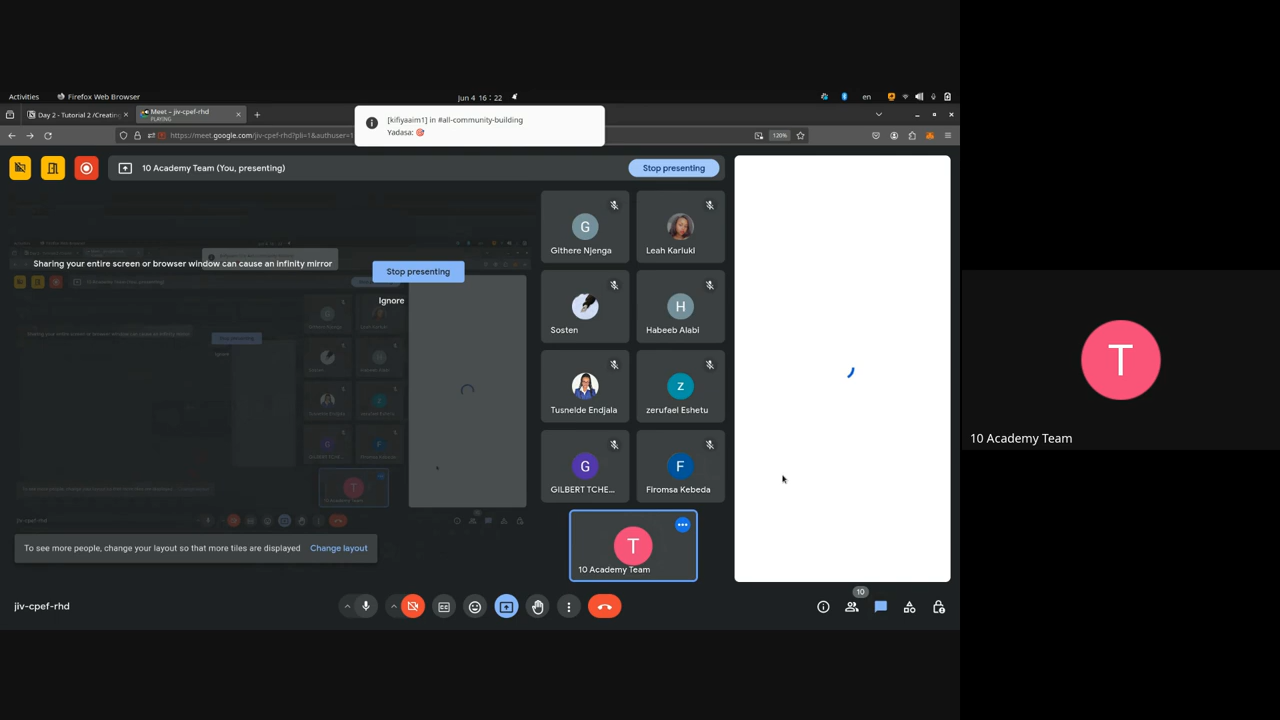 Activities
Firefox Web Browser
Jun 4 16:22
en
Day 2 - Tutorial 2 /Creating
Meet – jiv-cpef-rhd
PLAYING
[kifiyaaim1] in #all-community-building
Yadasa: 🎯
https://meet.google.com/jiv-cpef-rhd?pli=1&authuser=
120%
10 Academy Team (You, presenting)
Stop presenting
Sharing your entire screen or browser window can cause an infinity mirror
Stop presenting
Ignore
G
Githere Njenga
Leah Kariuki
Sosten
H
Habeeb Alabi
Tusnelde Endjala
z
zerufael Eshetu
G
GILBERT TCHE...
F
Firomsa Kebeda
T
10 Academy Team
To see more people, change your layout so that more tiles are displayed
Change layout
jiv-cpef-rhd
10
T
10 Academy Team